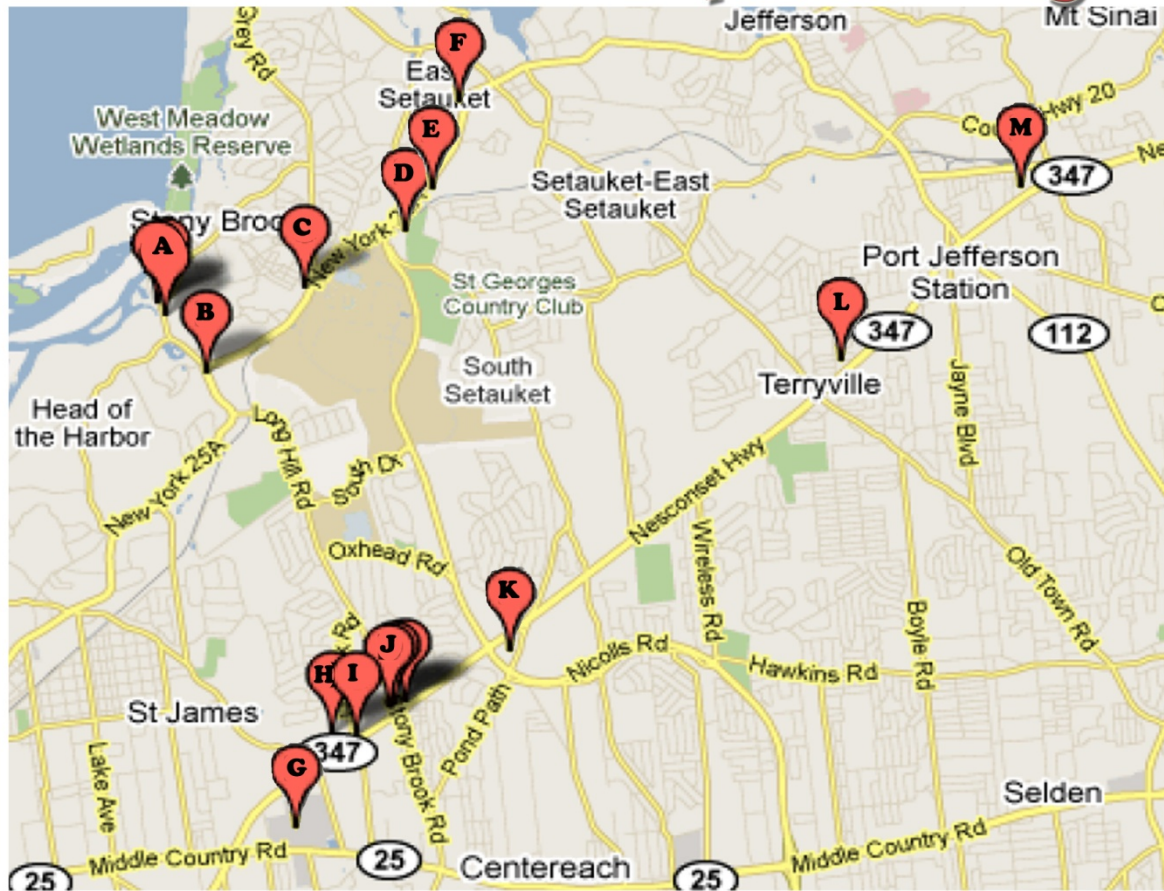 Jefferson
Mt Sinai
Grey Rd
F
East
Setauket
West Meadow
Wetlands Reserve
E
County Hwy 20
M
347
D
Setauket-East
Setauket
Stony Brook
C
New York
A
Port Jefferson
Station
St Georges
Country Club
B
L
347
112
South
Setauket
Terryville
Jayne Blvd
Head of
the Harbor
Long Hill Rd
South Dr
New York 25A
Nesconset Hwy
Oxhead Rd
Wireless Rd
Old Town Rd
K
Boyle Rd
Rd
J
H
I
Nicolls Rd
Hawkins Rd
St James
Stony Brook Rd
Pond Path
347
Lake Ave
G
Selden
Middle Country Rd
25
Centereach
Middle Country Rd
25
25